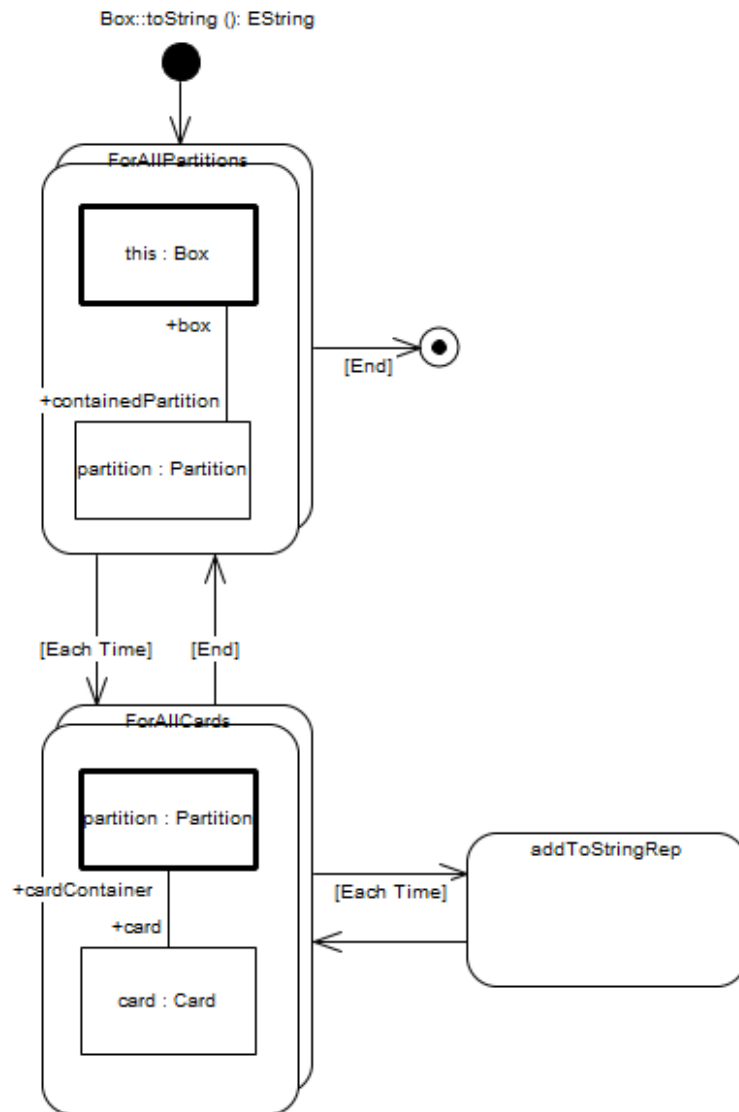 Box::toString (): EString
ForAllPartitions
this : Box
+box
[End]
+containedPartition
partition : Partition
[Each Time]
[End]
ForAllCards
partition : Partition
addToStringRep
+cardContainer
[Each Time]
+card
card : Card